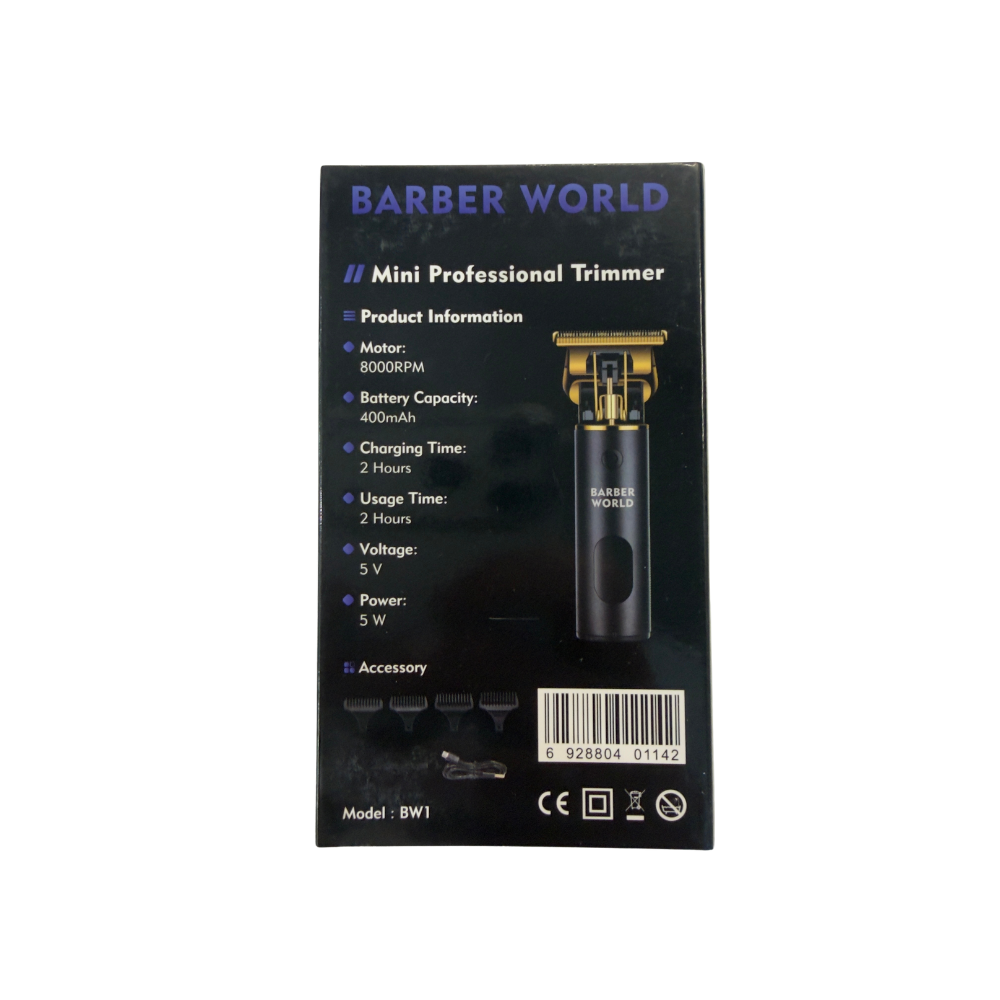 BARBER WORLD
Mini Professional Trimmer
Product Information
Motor:
8000RPM
Battery Capacity:
400mAh
Charging Time:
2 Hours
Usage Time:
2 Hours
Voltage:
5 V
Power:
5 W
Accessory
BARBER
WORLD
6 928804 01142
CE
Model : BW1